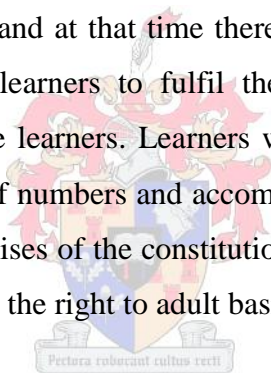 and at that time there
learners to fulfil the
e learners. Learners
f numbers and accom
ises of the constitution
the right to adult bas
Pectora roborant cultus recti